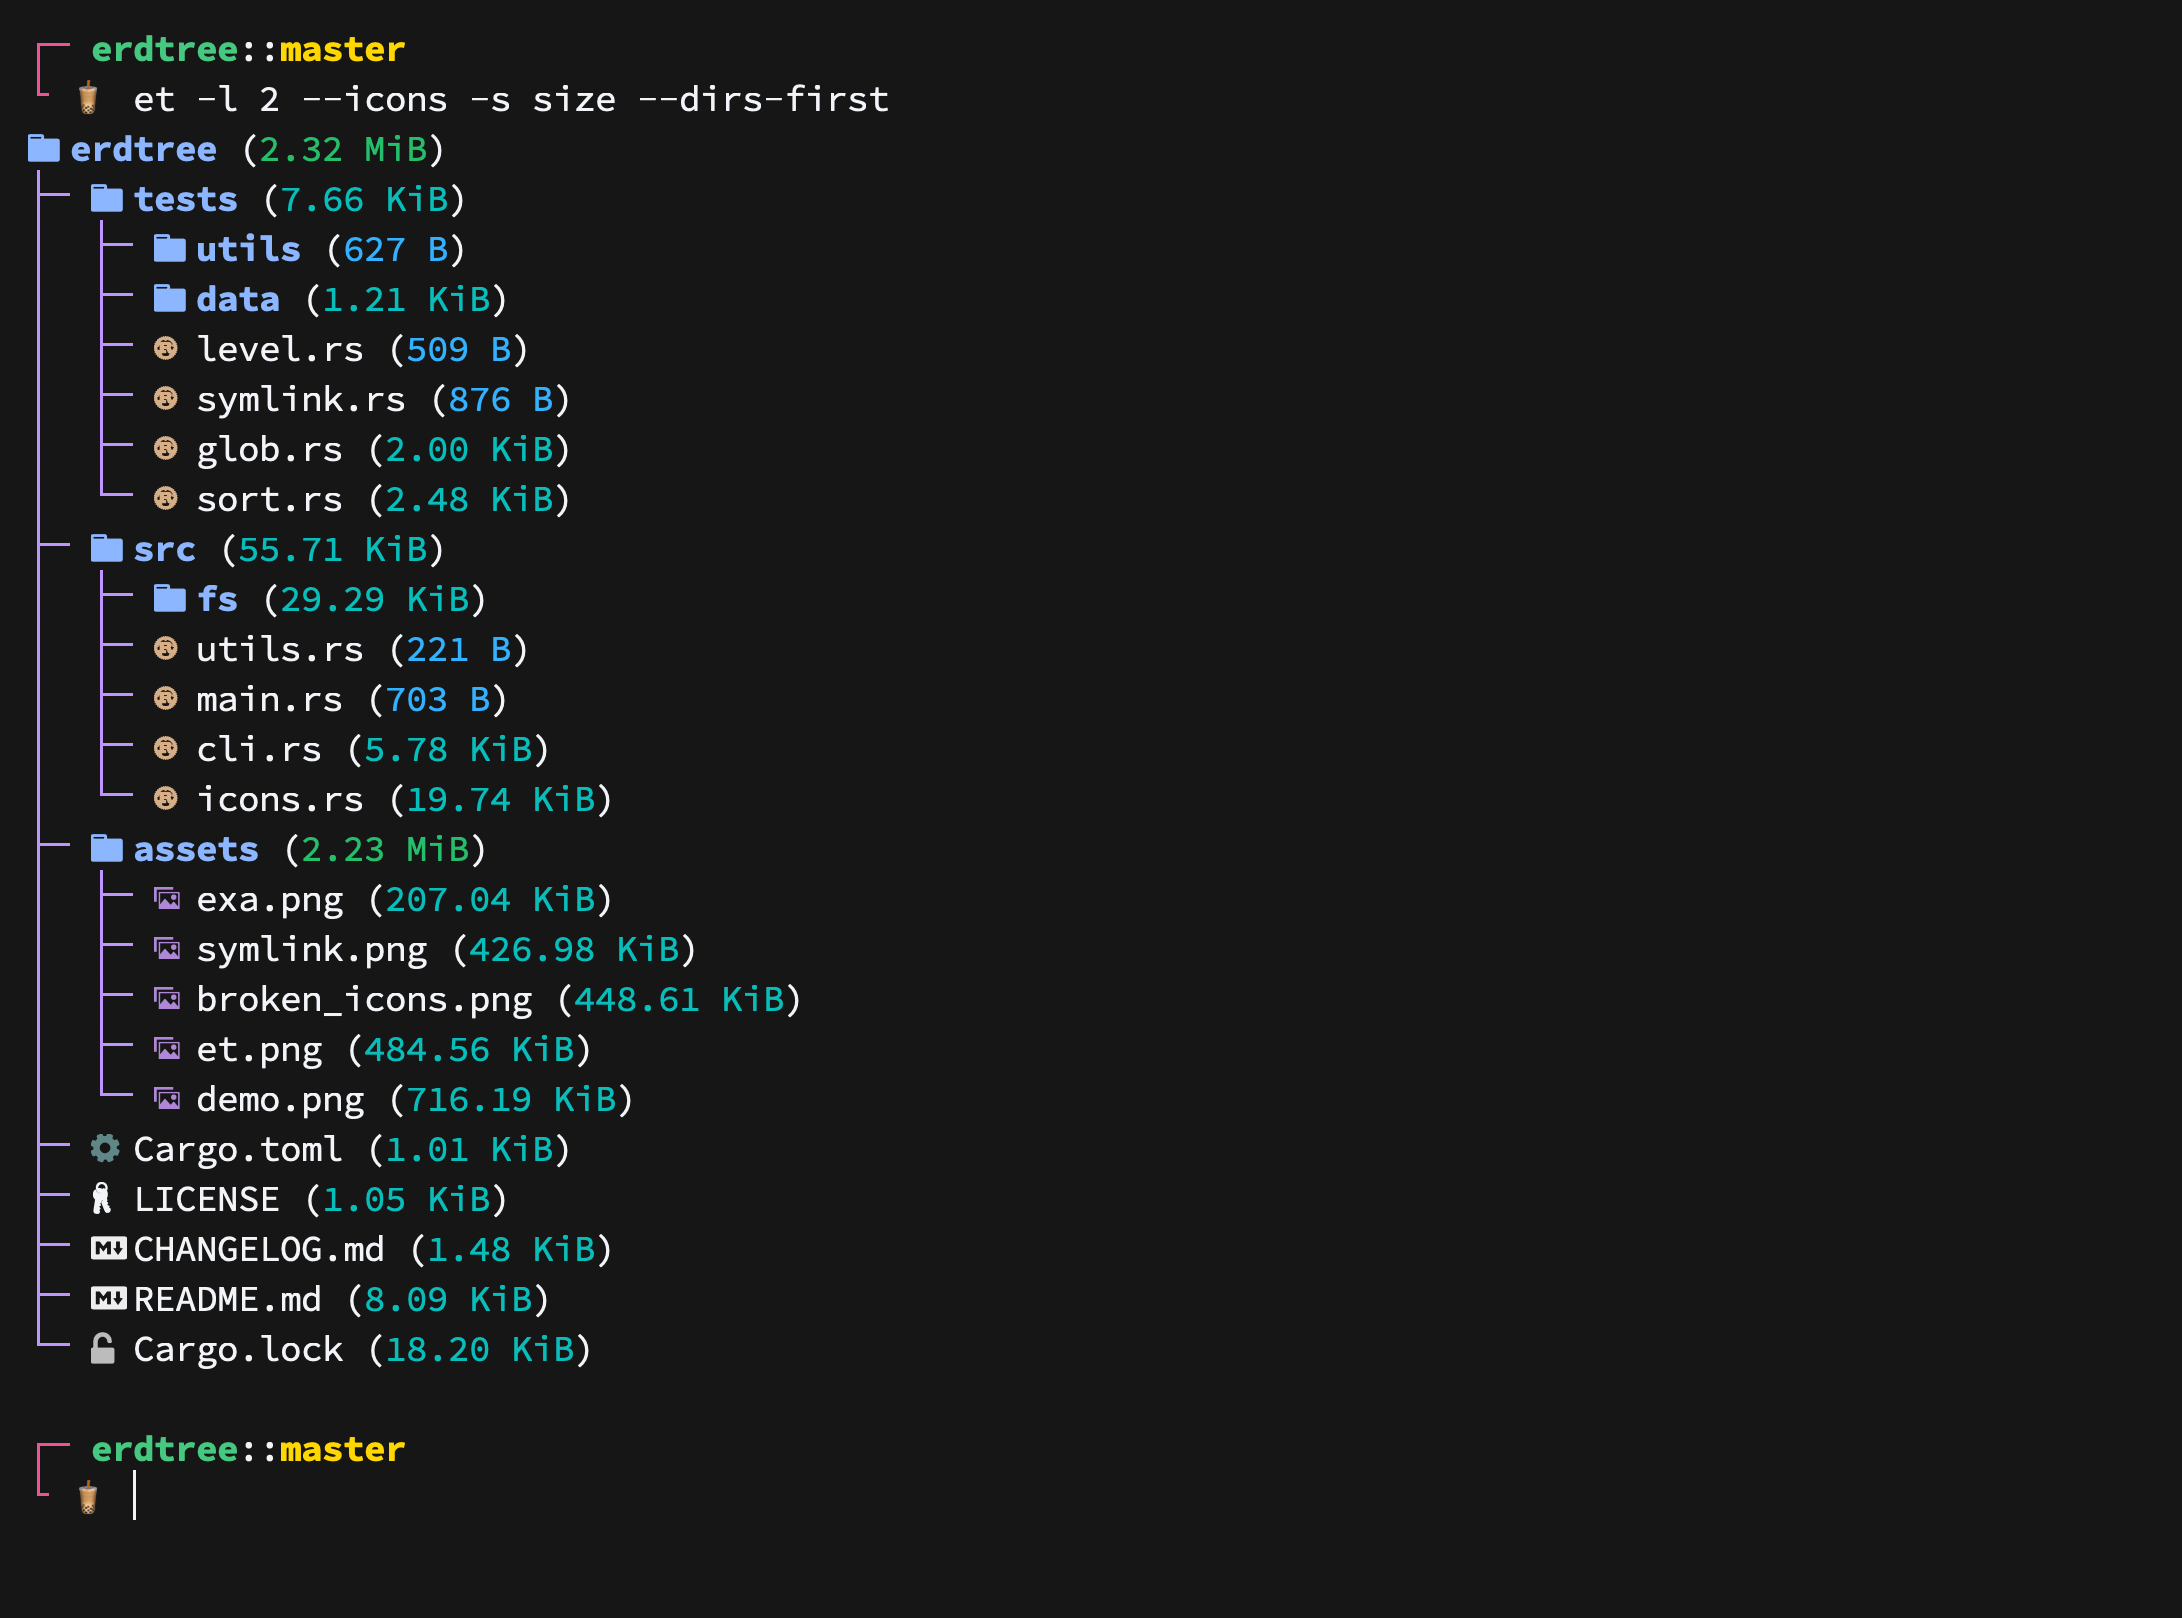 erdtree::master
et -l 2 --icons -s size --dirs-first
erdtree (2.32 MiB)
tests (7.66 KiB)
utils (627 B)
data (1.21 KiB)
level.rs (509 B)
symlink.rs (876 B)
glob.rs (2.00 KiB)
sort.rs (2.48 KiB)
src (55.71 KiB)
fs (29.29 KiB)
utils.rs (221 B)
main.rs (703 B)
cli.rs (5.78 KiB)
icons.rs (19.74 KiB)
assets (2.23 MiB)
exa.png (207.04 KiB)
symlink.png (426.98 KiB)
broken_icons.png (448.61 KiB)
et.png (484.56 KiB)
demo.png (716.19 KiB)
Cargo.toml (1.01 KiB)
LICENSE (1.05 KiB)
CHANGELOG.md (1.48 KiB)
README.md (8.09 KiB)
Cargo.lock (18.20 KiB)
erdtree::master